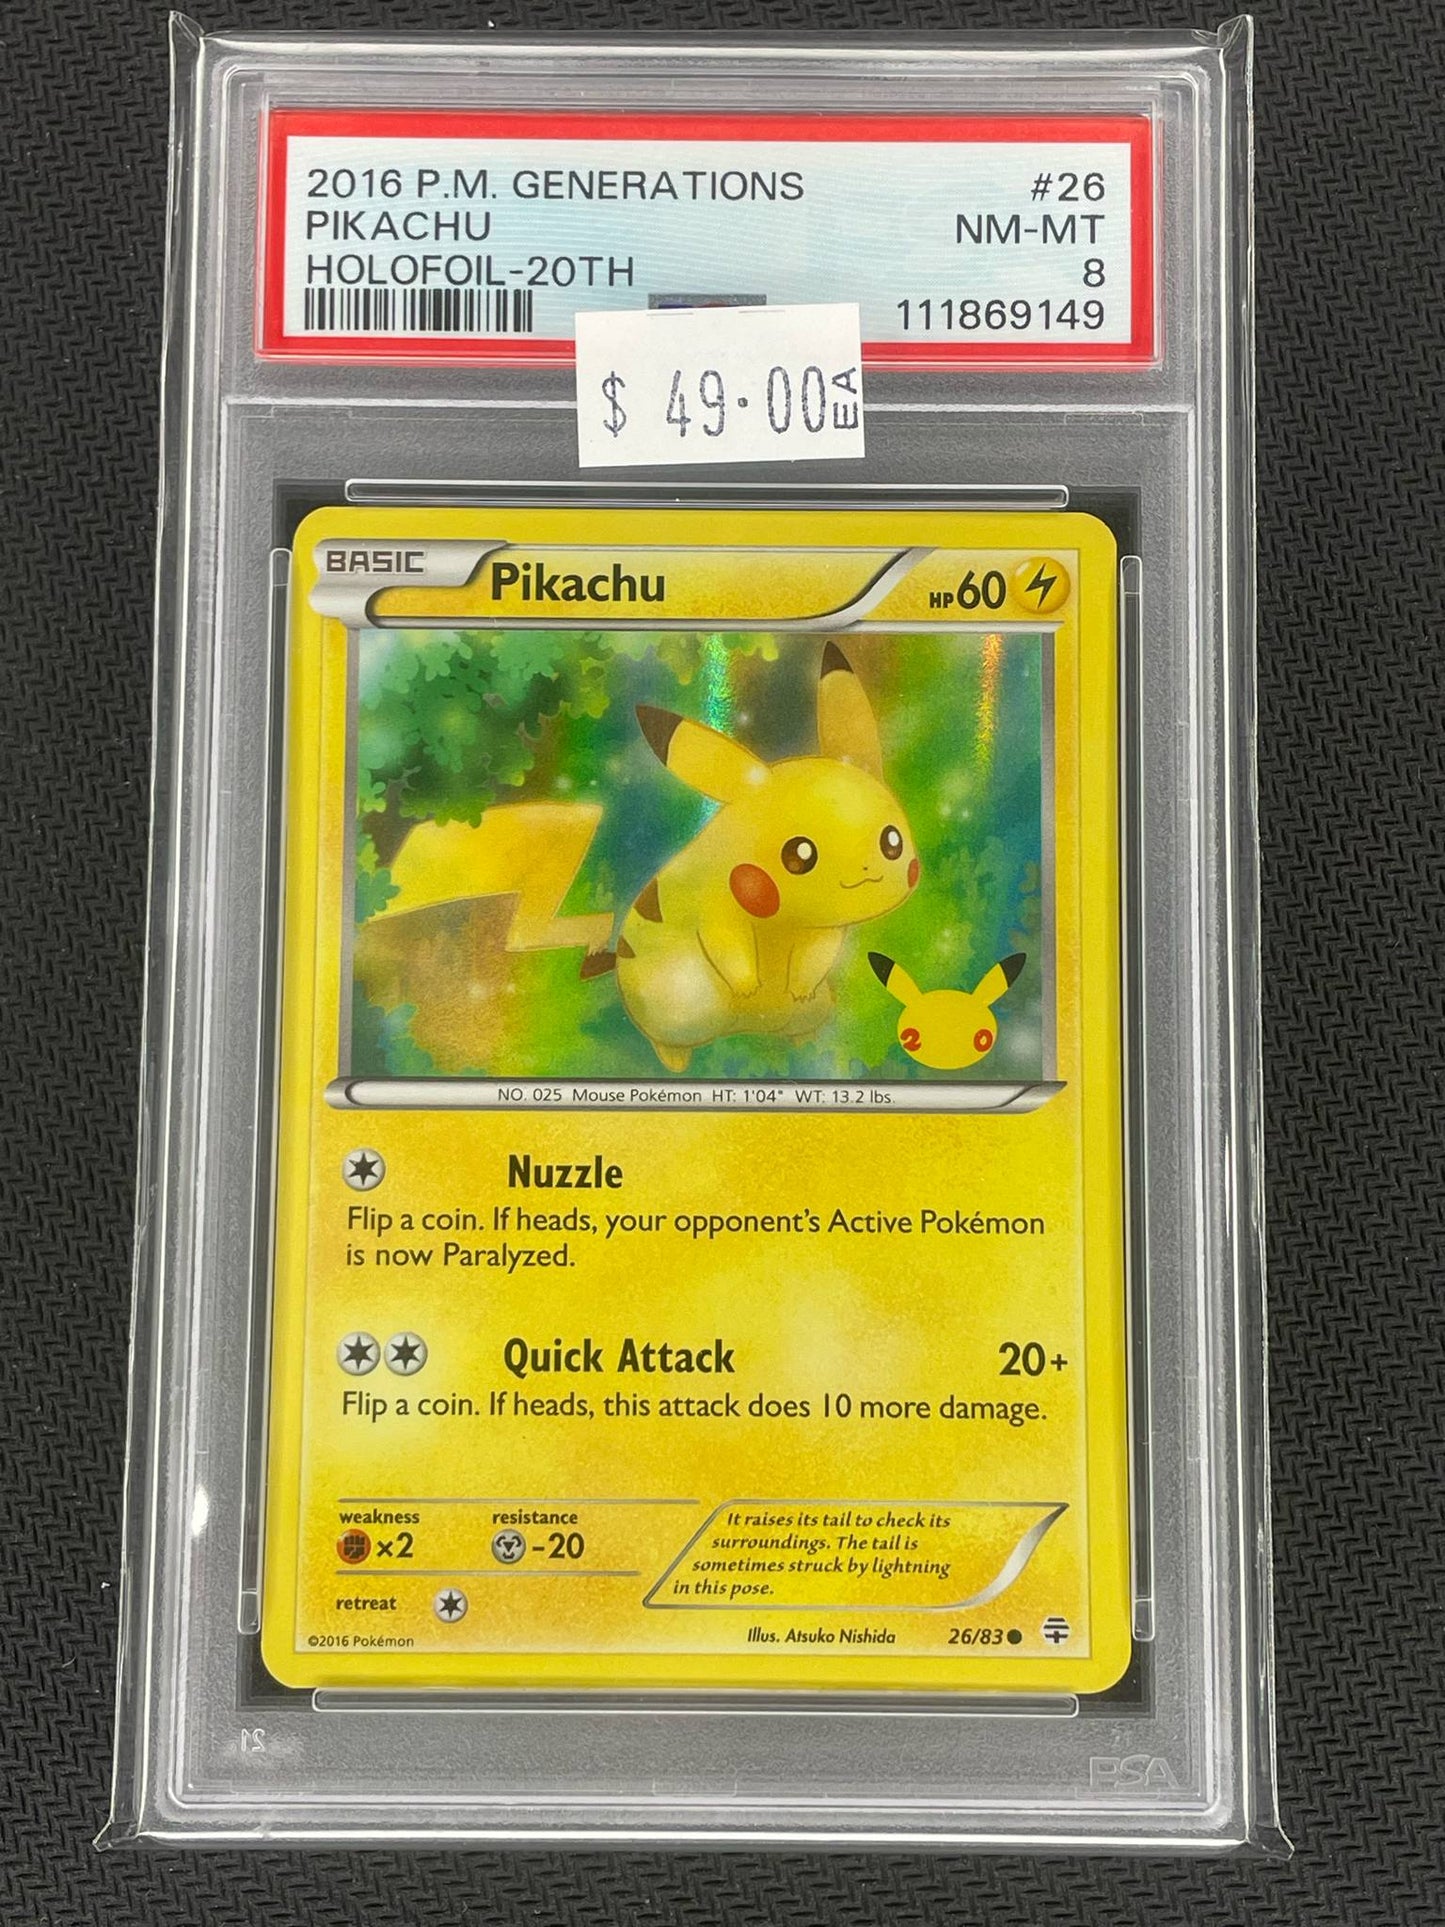 2016 P.M. GENERATIONS #26
PIKACHU NM-MT
HOLOFOIL-20TH 8
111869149
$ 49.00 EA
BASIC Pikachu HP60
2 0
NO. 025 Mouse Pokémon HT: 1'04" WT: 13.2 lbs.
Nuzzle
Flip a coin. If heads, your opponent's Active Pokémon
is now Paralyzed.
Quick Attack 20+
Flip a coin. If heads, this attack does 10 more damage.
weakness resistance
×2 -20
retreat
It raises its tail to check its
surroundings. The tail is
sometimes struck by lightning
in this pose.
©2016 Pokémon Illus. Atsuko Nishida 26/83
21 PSA